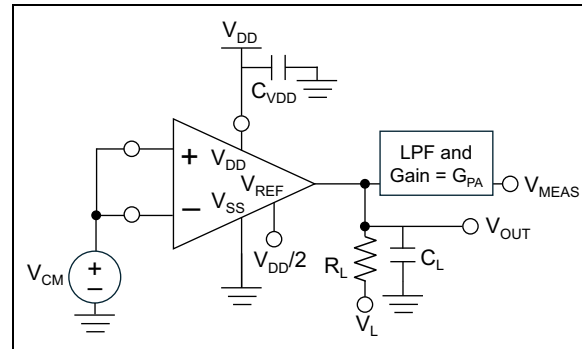 V_DD
C_VDD
+
V_DD
LPF and
Gain = G_PA
V_MEAS
V_REF
−
V_SS
V_OUT
V_DD/2
V_CM
+
−
R_L
C_L
V_L